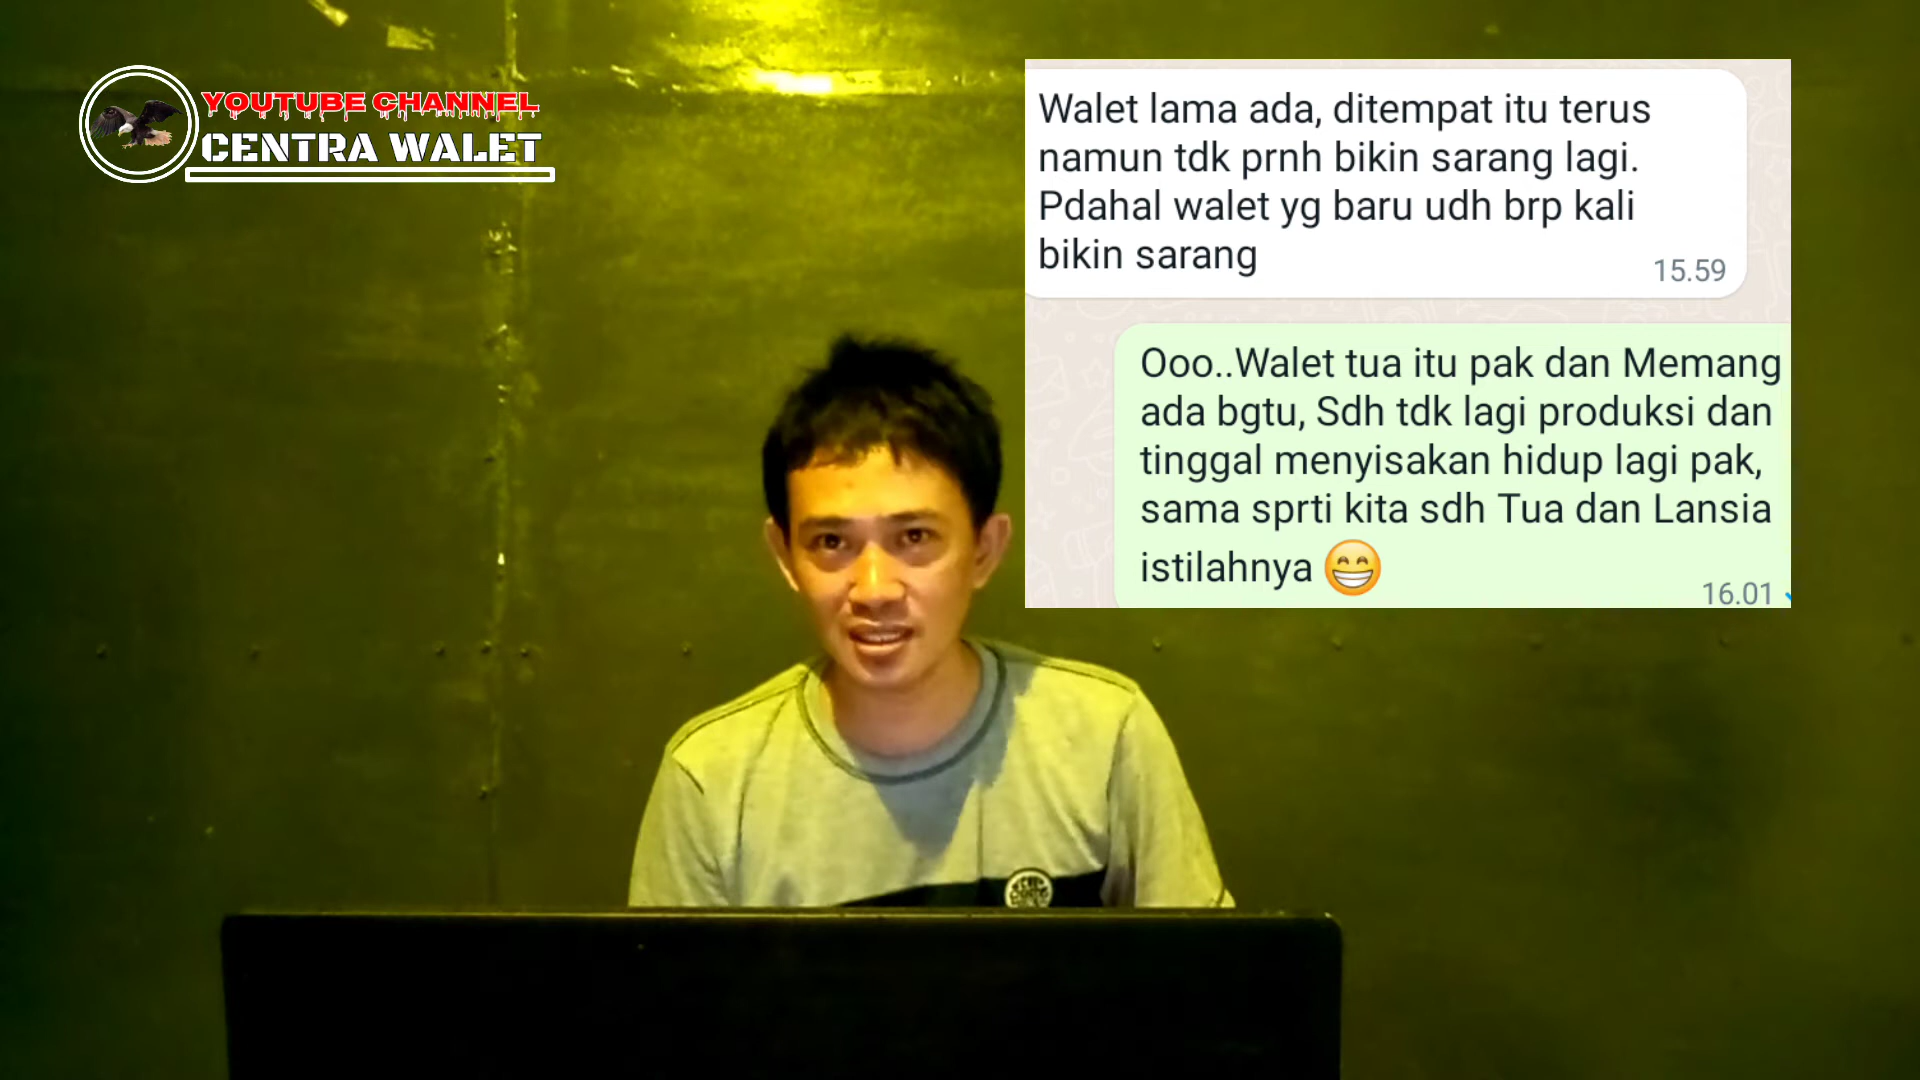 YOUTUBE CHANNEL
CENTRA WALET
Walet lama ada, ditempat itu terus
namun tdk prnh bikin sarang lagi.
Pdahal walet yg baru udh brp kali
bikin sarang
15.59
Ooo..Walet tua itu pak dan Memang
ada bgtu, Sdh tdk lagi produksi dan
tinggal menyisakan hidup lagi pak,
sama sprti kita sdh Tua dan Lansia
istilahnya 😁
16.01